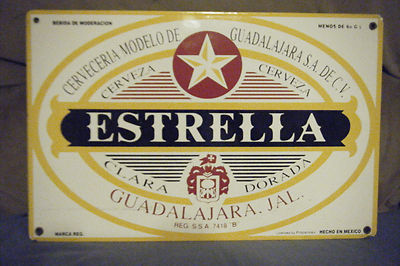 BEBIDA DE MODERACION
MENOS DE 6º G L
CERVECERIA MODELO DE GUADALAJARA S.A. DE C.V.
CERVEZA CERVEZA
ESTRELLA
CLARA DORADA
GUADALAJARA, JAL.
REG. S.S.A. 7418 "B"
MARCA REG.
HECHO EN MEXICO